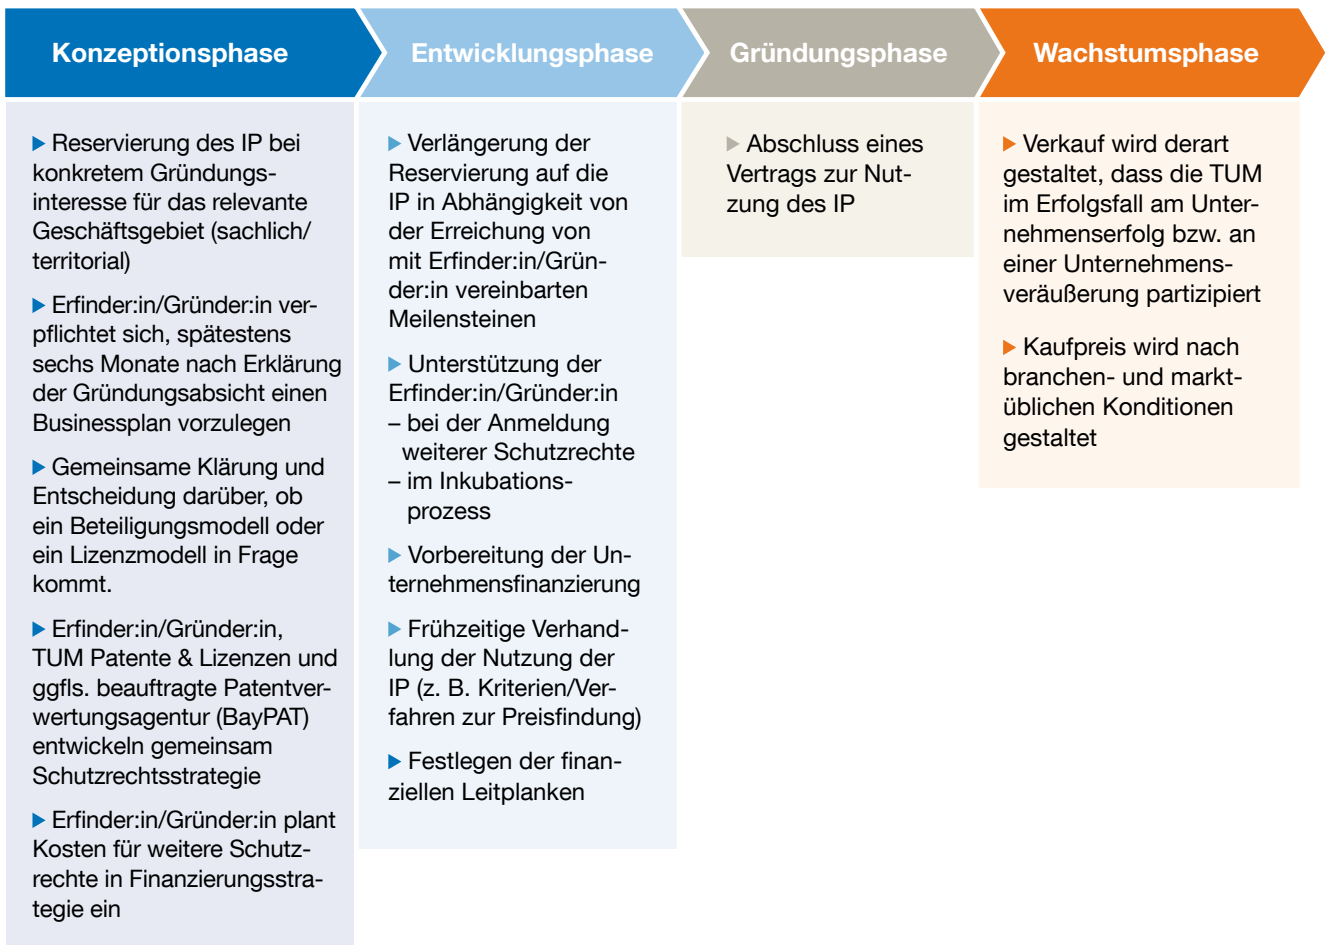 Konzeptionsphase
Entwicklungsphase
Gründungsphase
Wachstumsphase
▶ Reservierung des IP bei
konkretem Gründungs-
interesse für das relevante
Geschäftsgebiet (sachlich/
territorial)
▶ Erfinder:in/Gründer:in ver-
pflichtet sich, spätestens
sechs Monate nach Erklärung
der Gründungsabsicht einen
Businessplan vorzulegen
▶ Gemeinsame Klärung und
Entscheidung darüber, ob
ein Beteiligungsmodell oder
ein Lizenzmodell in Frage
kommt.
▶ Erfinder:in/Gründer:in,
TUM Patente & Lizenzen und
ggfls. beauftragte Patentver-
wertungsagentur (BayPAT)
entwickeln gemeinsam
Schutzrechtsstrategie
▶ Erfinder:in/Gründer:in plant
Kosten für weitere Schutz-
rechte in Finanzierungsstra-
tegie ein
▶ Verlängerung der
Reservierung auf die
IP in Abhängigkeit von
der Erreichung von
mit Erfinder:in/Grün-
der:in vereinbarten
Meilensteinen
▶ Unterstützung der
Erfinder:in/Gründer:in
– bei der Anmeldung
weiterer Schutzrechte
– im Inkubations-
prozess
▶ Vorbereitung der Un-
ternehmensfinanzierung
▶ Frühzeitige Verhand-
lung der Nutzung der
IP (z. B. Kriterien/Ver-
fahren zur Preisfindung)
▶ Festlegen der finan-
ziellen Leitplanken
▶ Abschluss eines
Vertrags zur Nut-
zung des IP
▶ Verkauf wird derart
gestaltet, dass die TUM
im Erfolgsfall am Unter-
nehmenserfolg bzw. an
einer Unternehmens-
veräußerung partizipiert
▶ Kaufpreis wird nach
branchen- und markt-
üblichen Konditionen
gestaltet